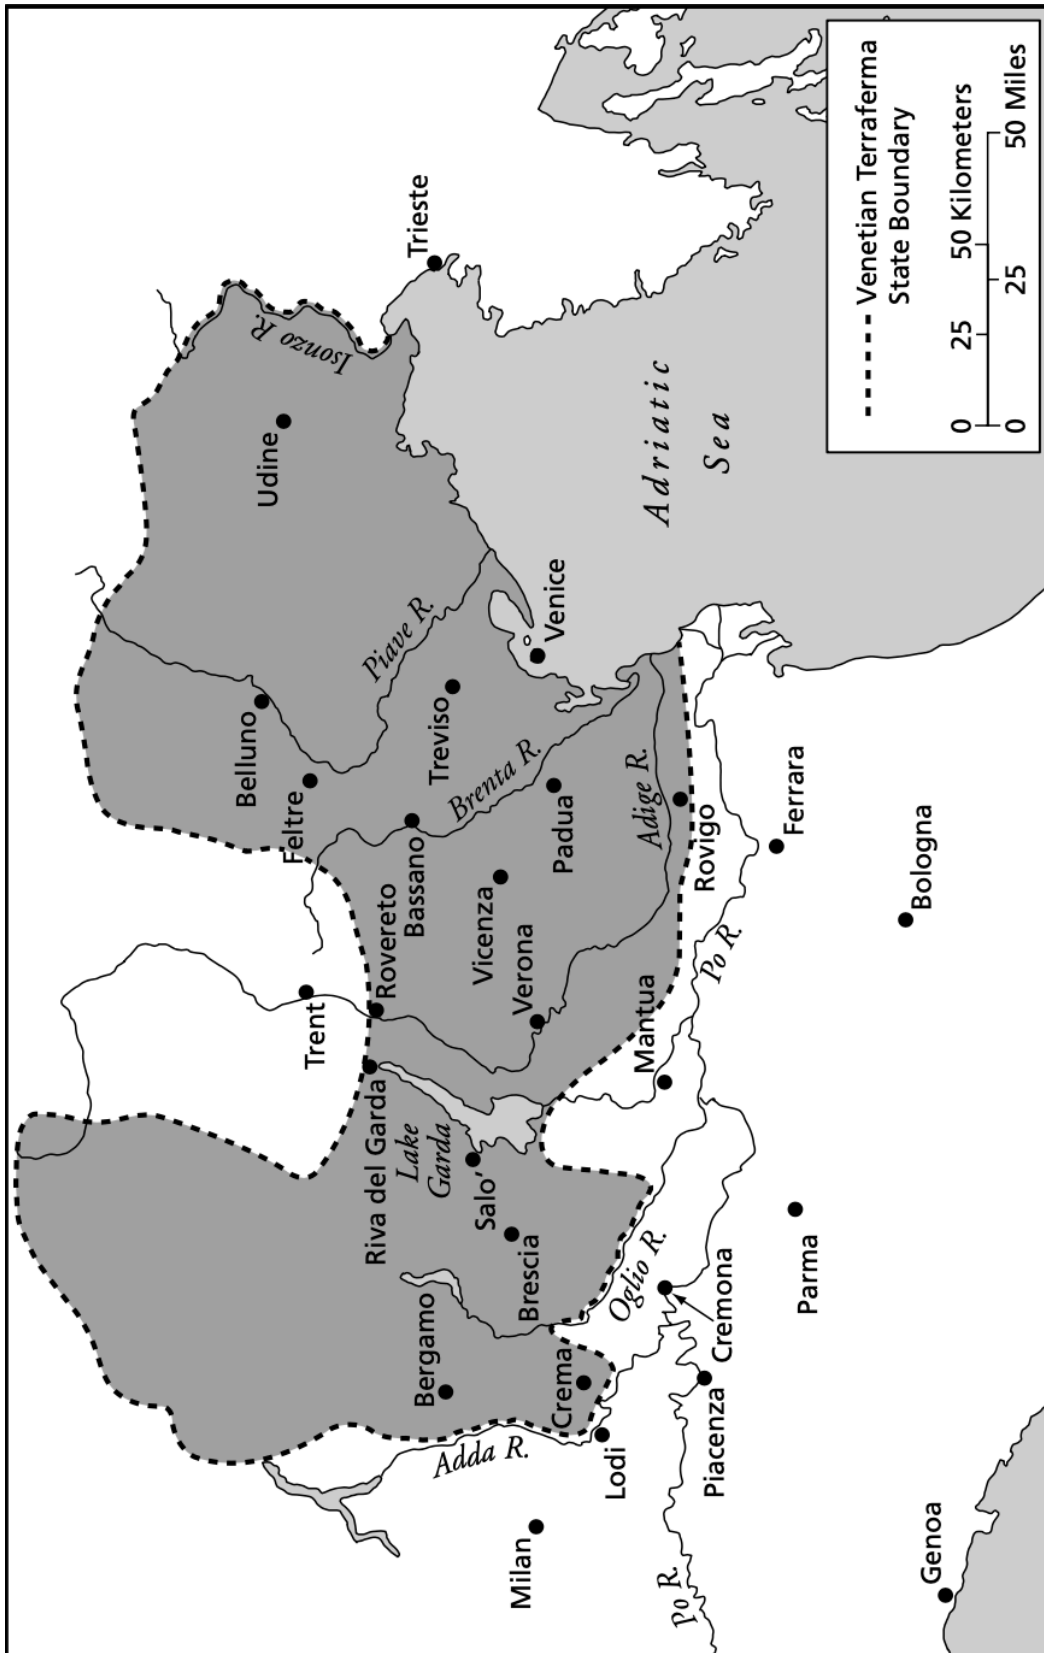 Trieste
Isonzo R.
Udine
Adriatic
Sea
Venice
Piave R.
Treviso
Belluno
Feltre
Brenta R.
Bassano
Padua
Adige R.
Rovigo
Ferrara
Bologna
Vicenza
Verona
Rovereto
Trent
Po R.
Mantua
Riva del Garda
Lake
Garda
Salo’
Brescia
Oglio R.
Cremona
Parma
Bergamo
Crema
Adda R.
Lodi
Piacenza
Milan
Po R.
Genoa
Venetian Terraferma
State Boundary
0 25 50 Kilometers
0 25 50 Miles